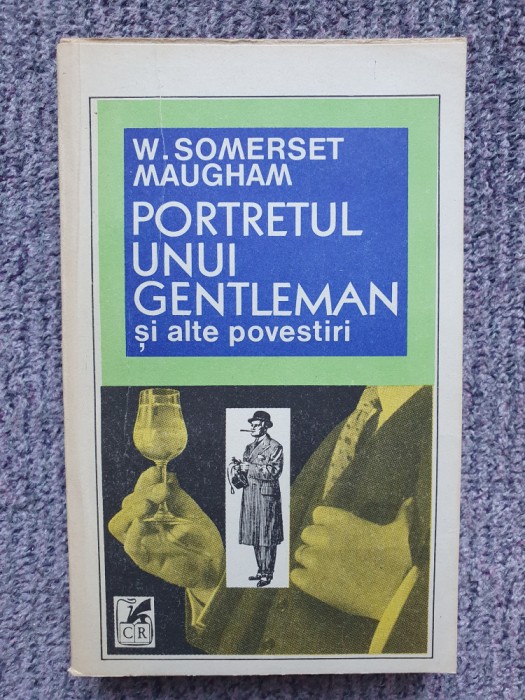 W. SOMERSET
MAUGHAM
PORTRETUL
UNUI
GENTLEMAN
și alte povestiri
CR